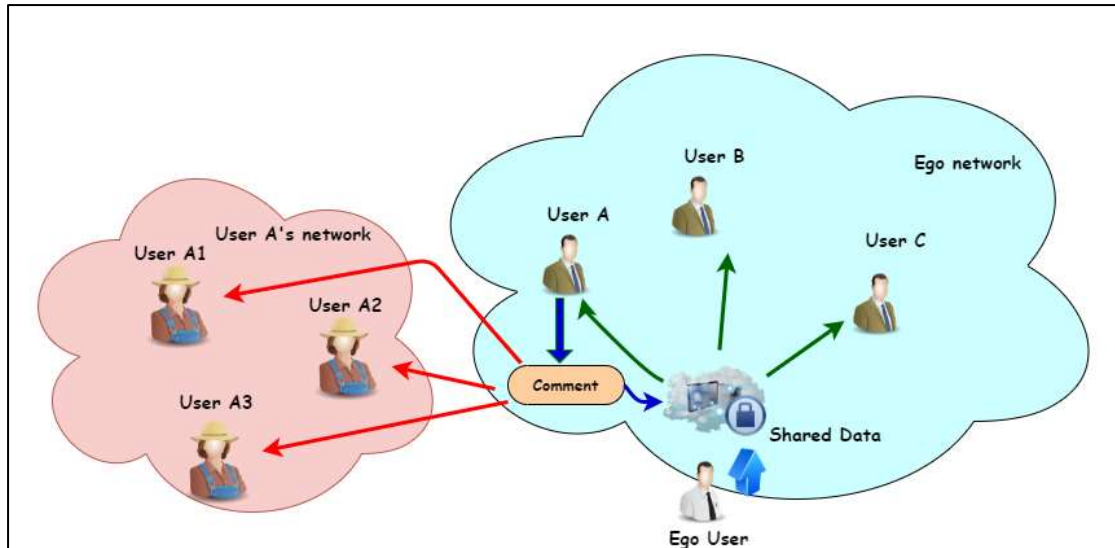 User B
Ego network
User A
User A's network
User C
User A1
User A2
Comment
User A3
Shared Data
Ego User